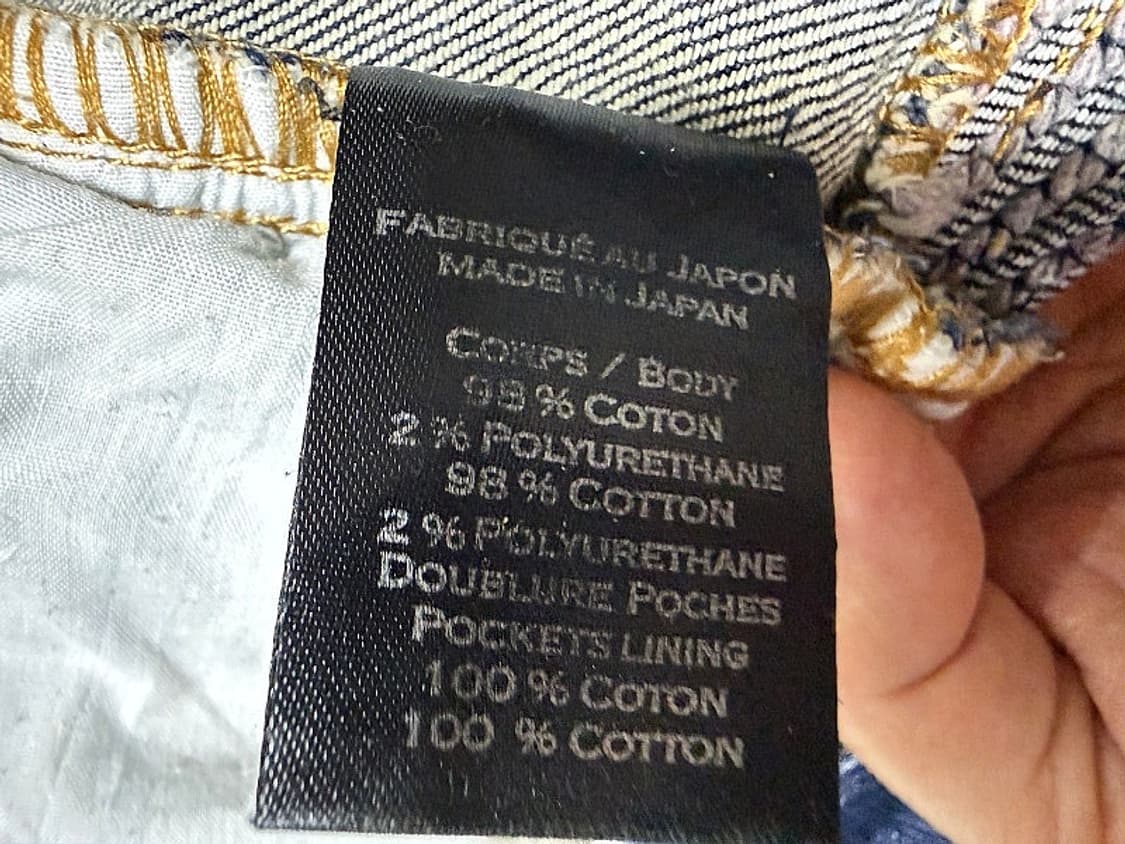 FABRIQUÉ AU JAPON
MADE IN JAPAN
CORPS / BODY
98 % COTON
2 % POLYURETHANE
98 % COTTON
2 % POLYURETHANE
DOUBLURE POCHES
POCKETS LINING
100 % COTON
100 % COTTON